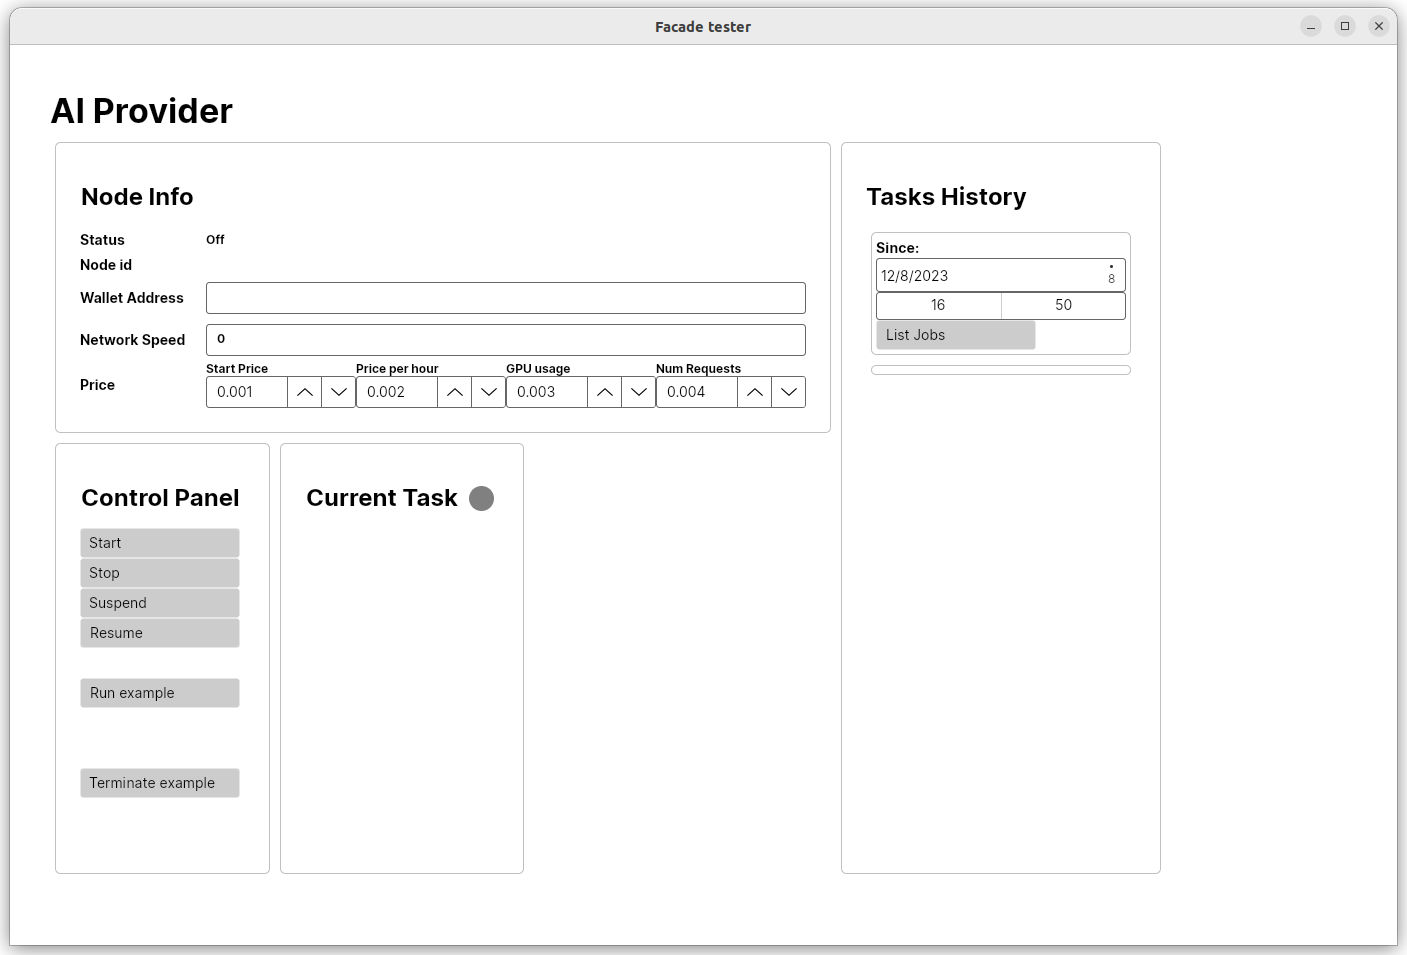 Facade tester
AI Provider
Node Info
Status Off
Node id
Wallet Address
Network Speed 0
Start Price Price per hour GPU usage Num Requests
Price 0.001 0.002 0.003 0.004
Tasks History
Since:
12/8/2023 8
16 50
List Jobs
Control Panel
Start
Stop
Suspend
Resume
Run example
Terminate example
Current Task